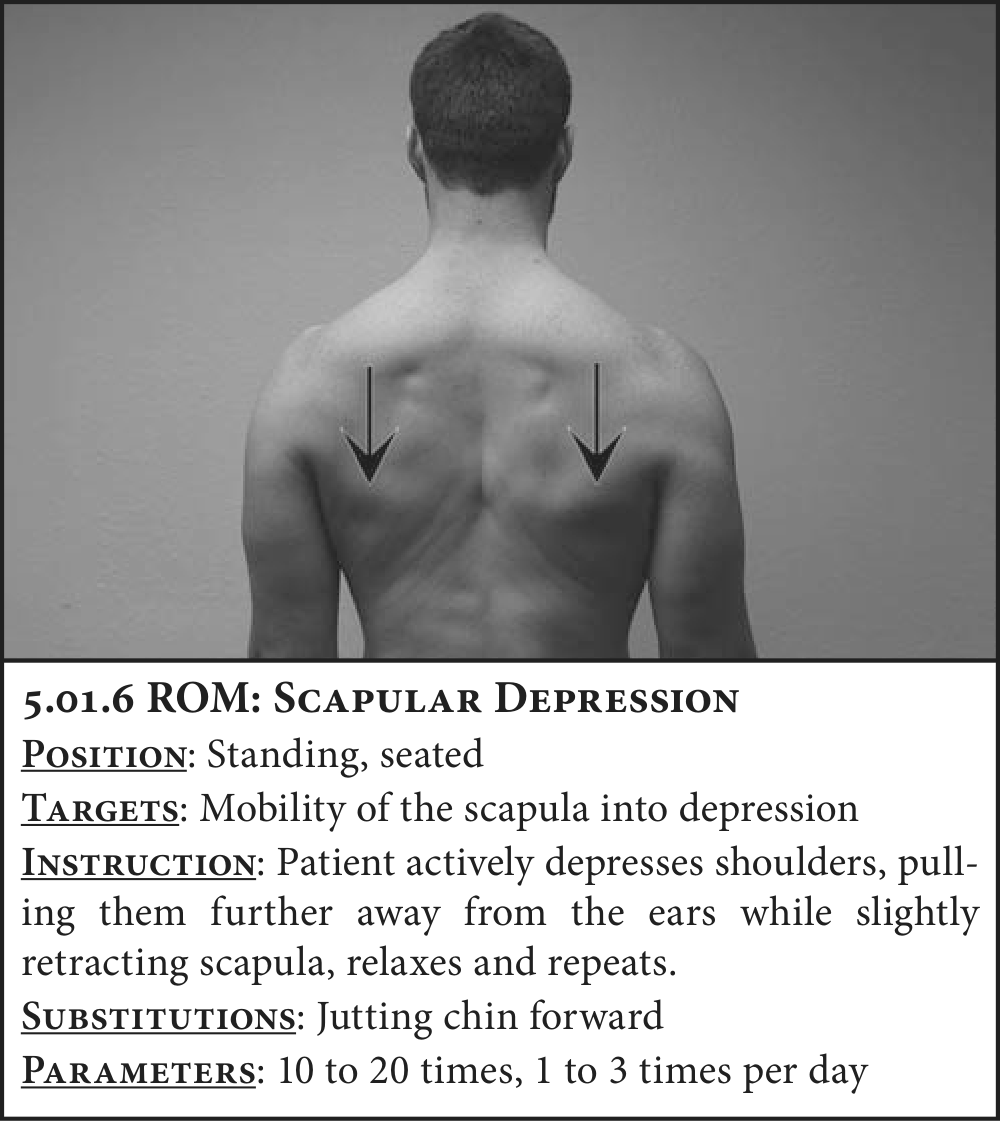 5.01.6 ROM: Scapular Depression
Position: Standing, seated
Targets: Mobility of the scapula into depression
Instruction: Patient actively depresses shoulders, pull-
ing them further away from the ears while slightly
retracting scapula, relaxes and repeats.
Substitutions: Jutting chin forward
Parameters: 10 to 20 times, 1 to 3 times per day